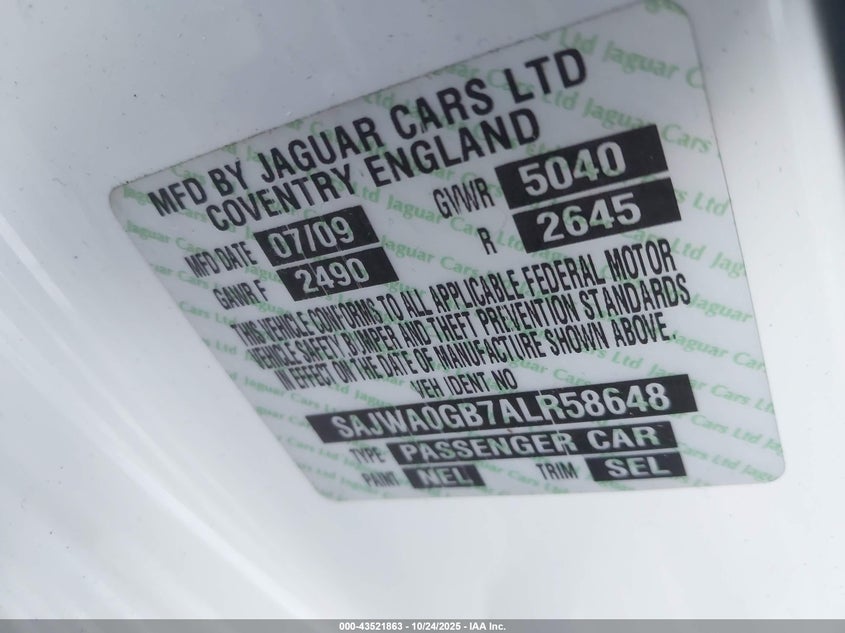 MFD BY JAGUAR CARS LTD
COVENTRY ENGLAND
MFD DATE 07/09 GVWR 5040
GAWR F 2490 R 2645
THIS VEHICLE CONFORMS TO ALL APPLICABLE FEDERAL MOTOR
VEHICLE SAFETY, BUMPER AND THEFT PREVENTION STANDARDS
IN EFFECT ON THE DATE OF MANUFACTURE SHOWN ABOVE.
VEH IDENT NO
SAJWA0GB7ALR58648
TYPE PASSENGER CAR
PAINT NEL TRIM SEL
000-43521863 - 10/24/2025 - IAA Inc.